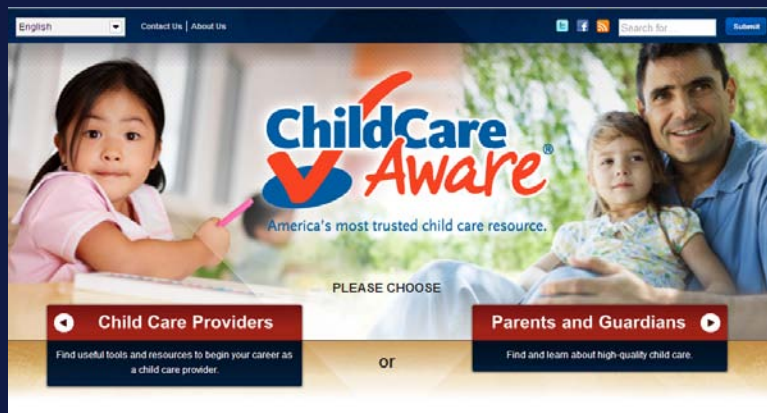 English
Contact Us | About Us
Search for ...
Submit
ChildCare
Aware®
America's most trusted child care resource.
PLEASE CHOOSE
Child Care Providers
Find useful tools and resources to begin your career as
a child care provider.
or
Parents and Guardians
Find and learn about high-quality child care.